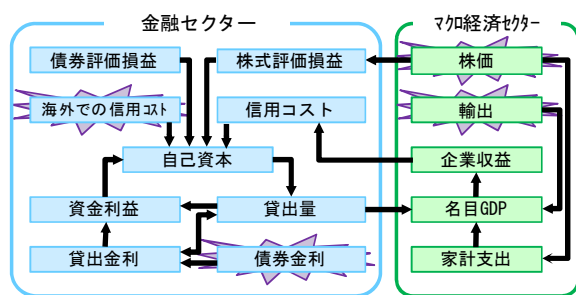 金融セクター
マクロ経済セクター
債券評価損益
株式評価損益
株価
海外での信用コスト
信用コスト
輸出
自己資本
企業収益
資金利益
貸出量
名目GDP
貸出金利
債券金利
家計支出